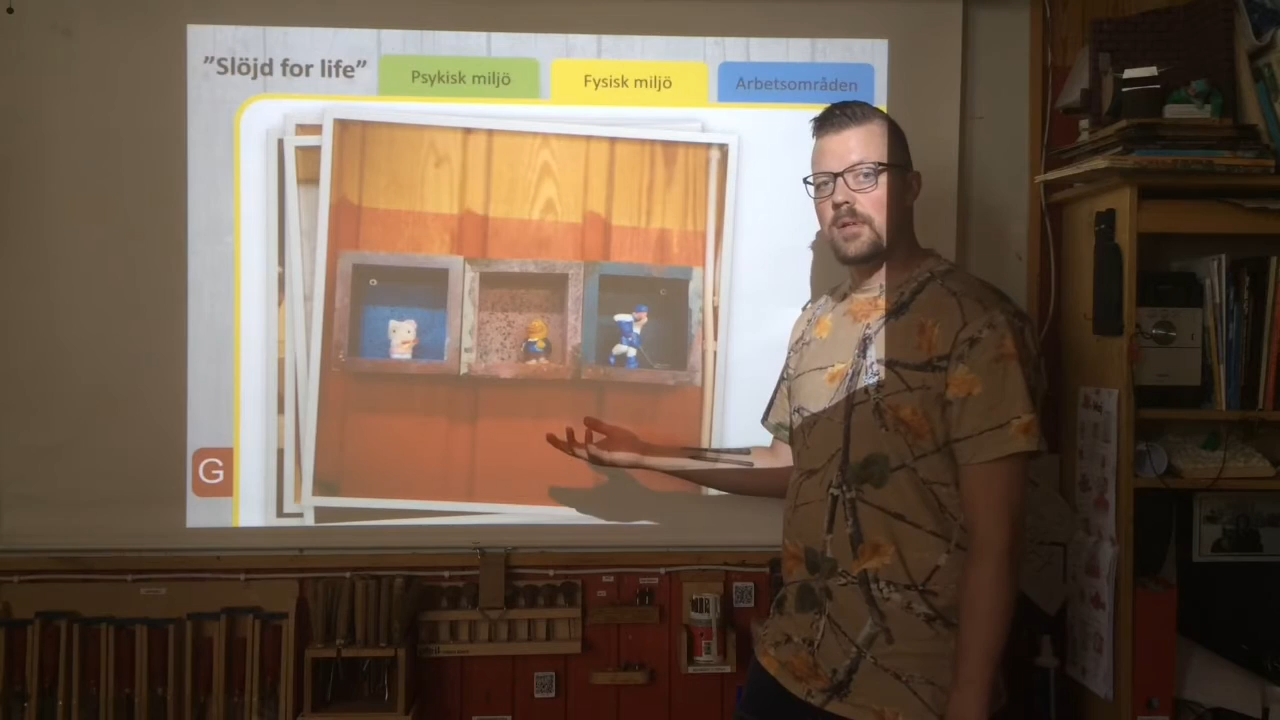 ”Slöjd for life”
Psykisk miljö
Fysisk miljö
Arbetsområden
G